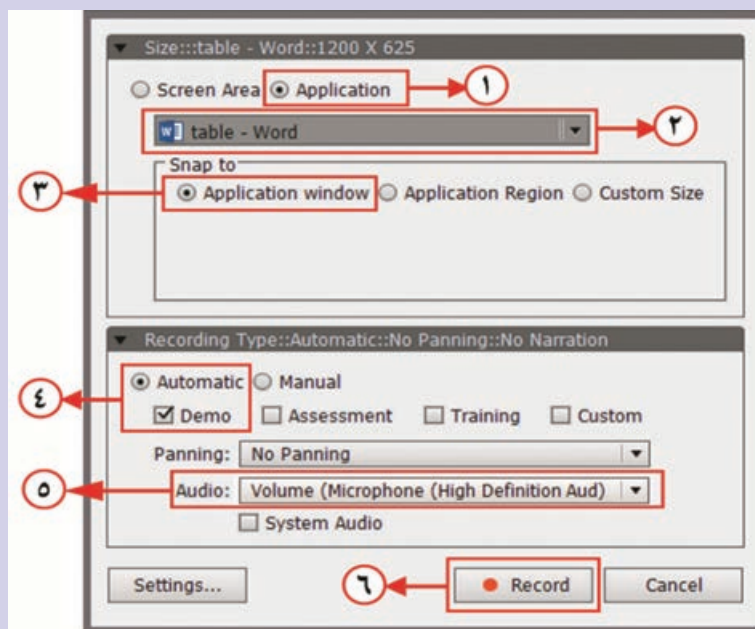 Size:::table - Word::1200 X 625
Screen Area Application ١
table - Word ٢
Snap to
٣ Application window Application Region Custom Size
Recording Type::Automatic::No Panning::No Narration
Automatic Manual
٤ Demo Assessment Training Custom
Panning: No Panning
٥ Audio: Volume (Microphone (High Definition Aud)
System Audio
Settings... ٦ Record Cancel